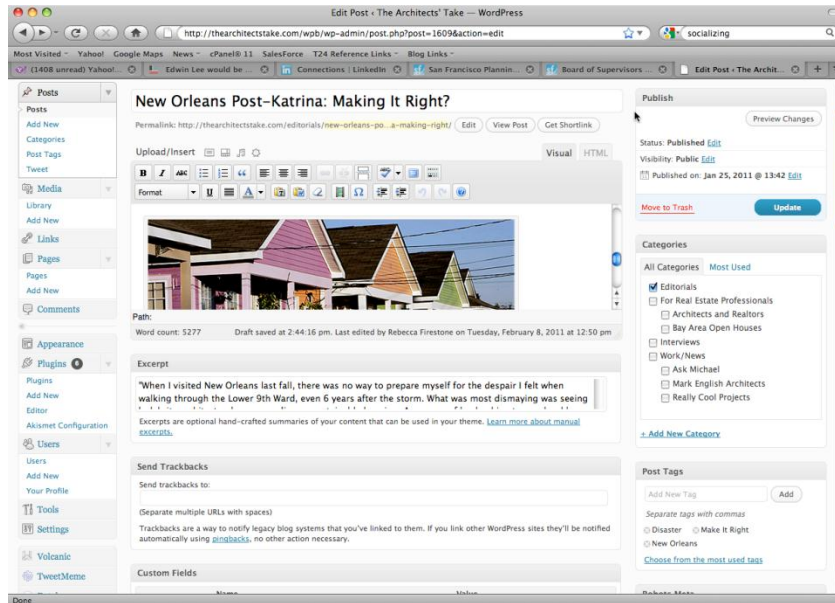 Edit Post ‹ The Architects' Take — WordPress
http://thearchitectstake.com/wpb/wp-admin/post.php?post=1609&action=edit
socializing
Most Visited Yahoo! Google Maps News cPanel® 11 SalesForce T24 Reference Links Blog Links
(1408 unread) Yahoo!... Edwin Lee would be ... Connections | LinkedIn San Francisco Plannin... Board of Supervisors ... Edit Post ‹ The Archit...
Posts
Posts
Add New
Categories
Post Tags
Tweet
Media
Library
Add New
Links
Pages
Pages
Add New
Comments
Appearance
Plugins
Plugins
Add New
Editor
Akismet Configuration
Users
Users
Add New
Your Profile
Tools
Settings
Volcanic
TweetMeme
New Orleans Post-Katrina: Making It Right?
Permalink: http://thearchitectstake.com/editorials/new-orleans-po...a-making-right/ Edit View Post Get Shortlink
Upload/Insert Visual HTML
B I ABC
Format U A Ω
Path:
Word count: 5277 Draft saved at 2:44:16 pm. Last edited by Rebecca Firestone on Tuesday, February 8, 2011 at 12:50 pm
Excerpt
"When I visited New Orleans last fall, there was no way to prepare myself for the despair I felt when
walking through the Lower 9th Ward, even 6 years after the storm. What was most dismaying was seeing
Excerpts are optional hand-crafted summaries of your content that can be used in your theme. Learn more about manual
excerpts.
Send Trackbacks
Send trackbacks to:
(Separate multiple URLs with spaces)
Trackbacks are a way to notify legacy blog systems that you've linked to them. If you link other WordPress sites they'll be notified
automatically using pingbacks, no other action necessary.
Custom Fields
Name Value
Publish
Preview Changes
Status: Published Edit
Visibility: Public Edit
Published on: Jan 25, 2011 @ 13:42 Edit
Move to Trash Update
Categories
All Categories Most Used
Editorials
For Real Estate Professionals
Architects and Realtors
Bay Area Open Houses
Interviews
Work/News
Ask Michael
Mark English Architects
Really Cool Projects
+ Add New Category
Post Tags
Add New Tag Add
Separate tags with commas
Disaster Make It Right
New Orleans
Choose from the most used tags
Robots Meta
Done